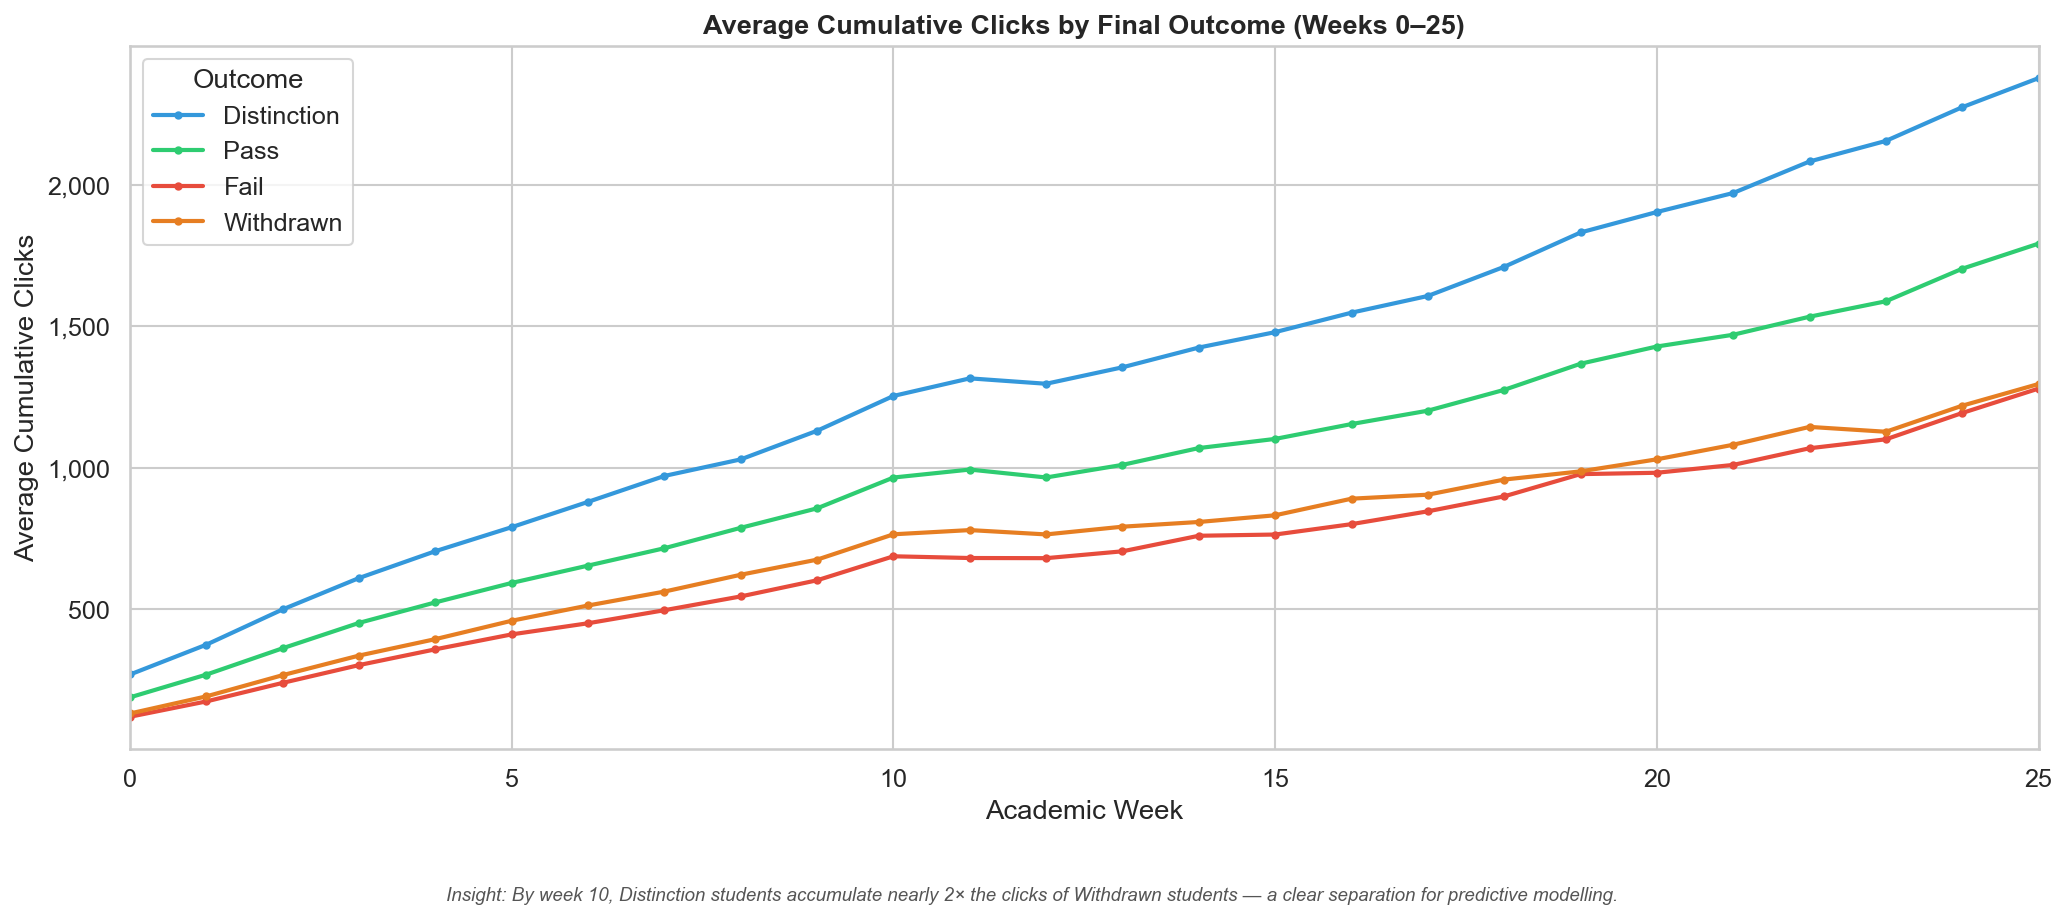 Average Cumulative Clicks by Final Outcome (Weeks 0–25)
Outcome
Distinction
Pass
Fail
Withdrawn
Average Cumulative Clicks
2,000
1,500
1,000
500
0
5
10
15
20
25
Academic Week
Insight: By week 10, Distinction students accumulate nearly 2× the clicks of Withdrawn students — a clear separation for predictive modelling.